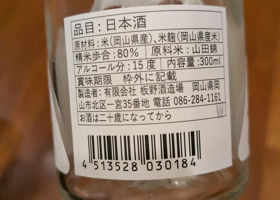 品目：日本酒
原材料：米(岡山県産)、米麹(岡山県産米)
精米歩合：80% 原料米：山田錦
アルコール分：15度 内容量：300ml
賞味期限 枠外に記載
製造者：有限会社 板野酒造場 岡山県岡
山市北区一宮35番地 電話 086-284-1161
お酒は二十歳になってから
4 513528 030184